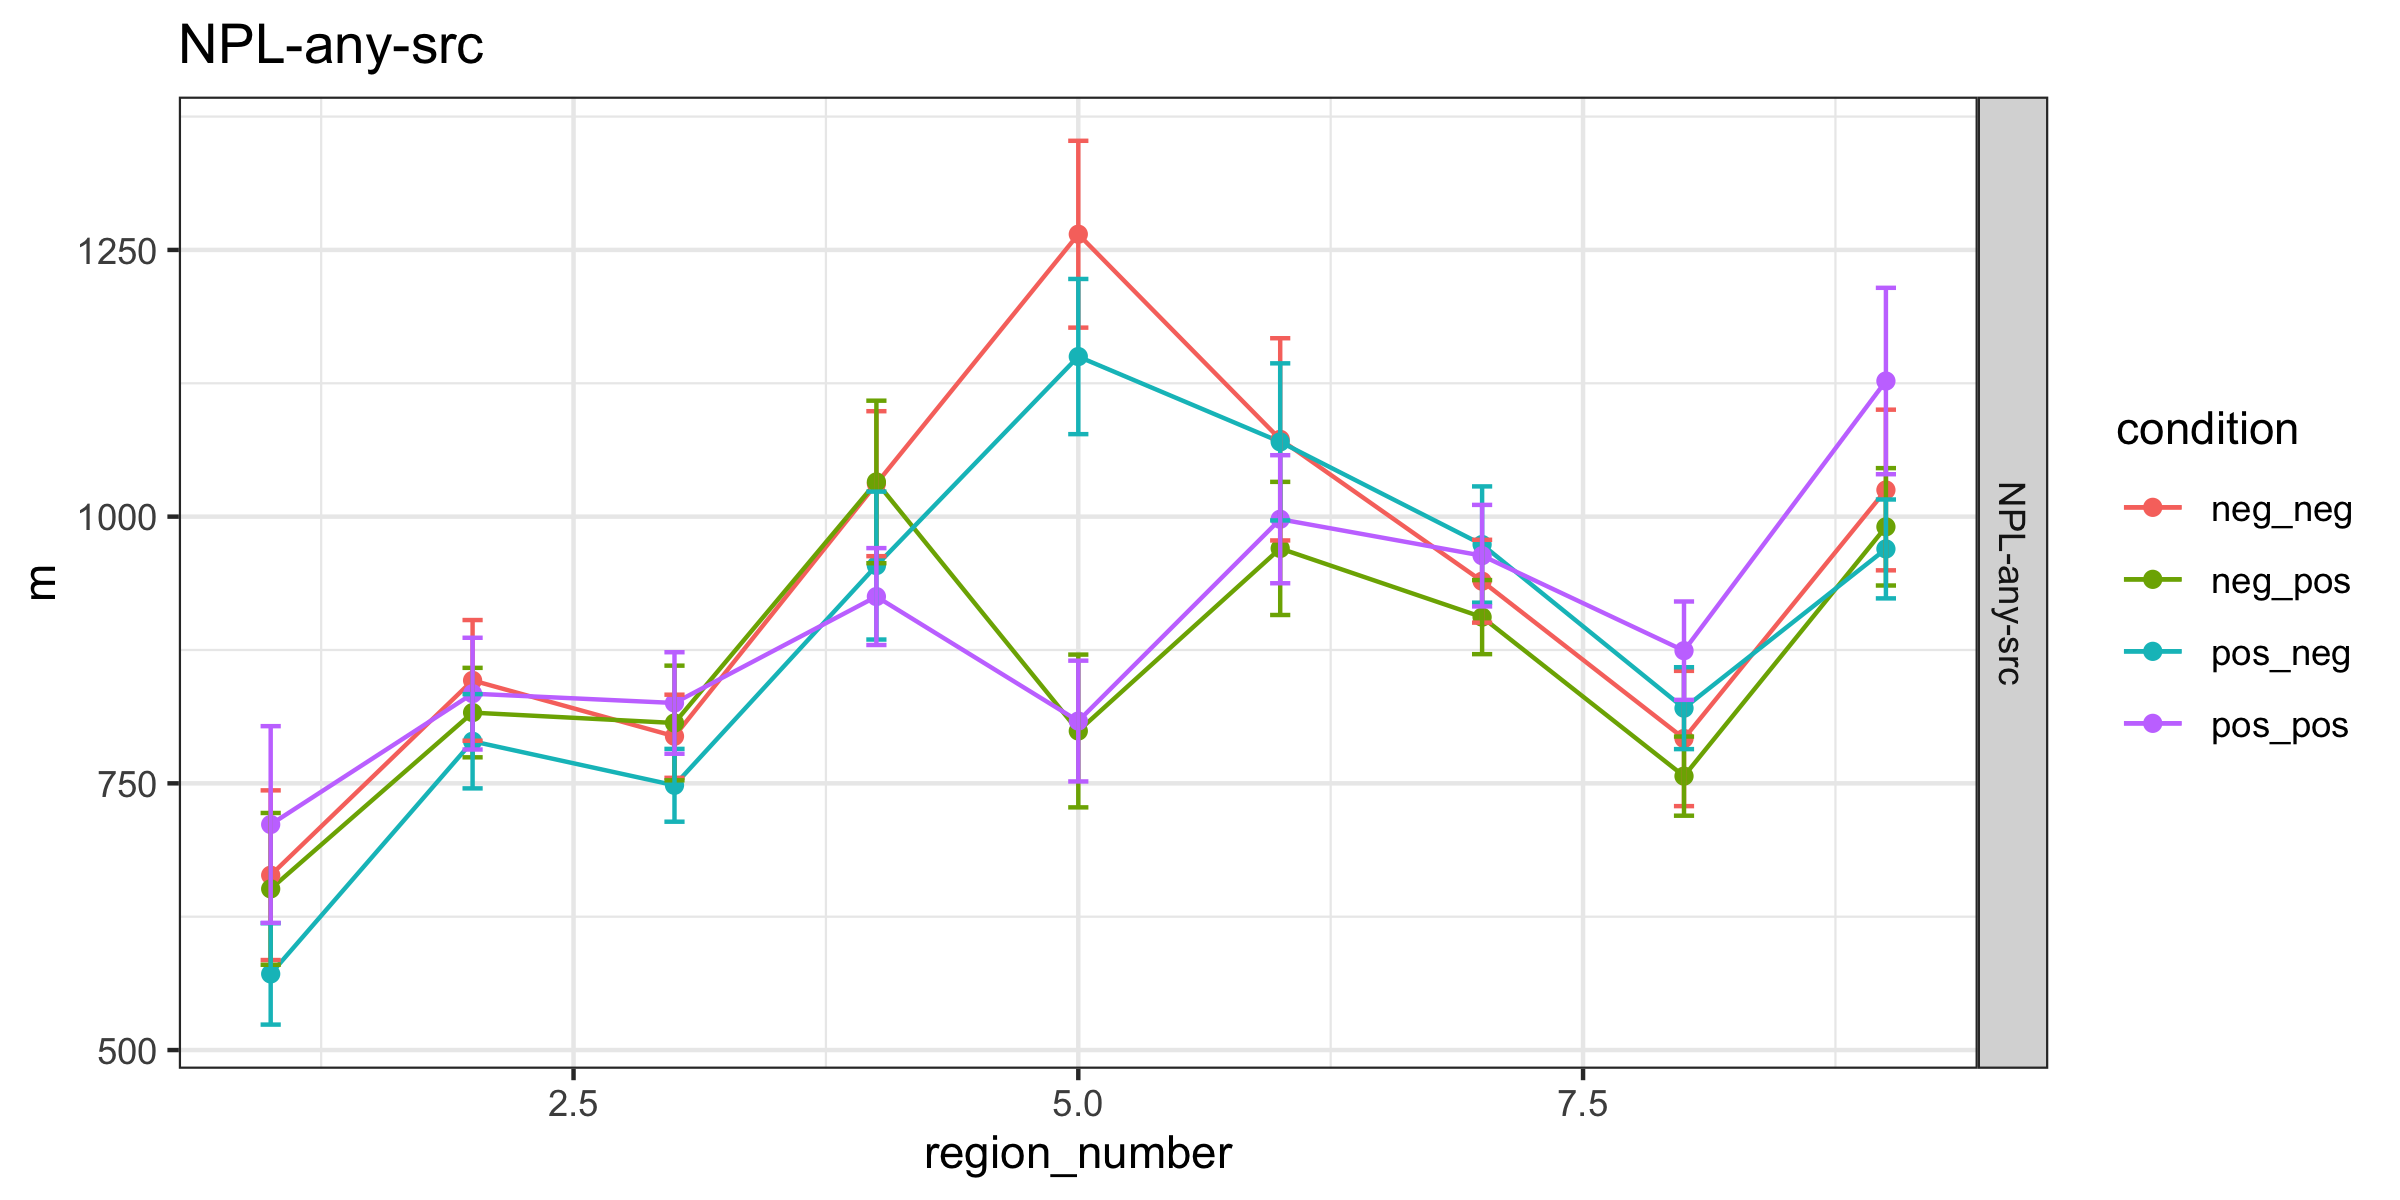 NPL-any-src
1250
1000
750
500
m
2.5 5.0 7.5
region_number
NPL-any-src
condition
neg_neg
neg_pos
pos_neg
pos_pos